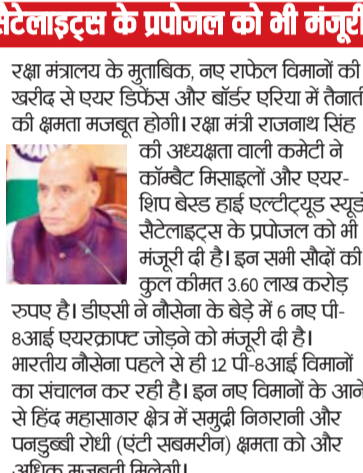 सैटेलाइट्स के प्रपोजल को भी मंजूरी
रक्षा मंत्रालय के मुताबिक, नए राफेल विमानों की
खरीद से एयर डिफेंस और बॉर्डर एरिया में तैनाती
की क्षमता मजबूत होगी। रक्षा मंत्री राजनाथ सिंह
की अध्यक्षता वाली कमेटी ने
कॉम्बैट मिसाइलों और एयर-
शिप बेस्ड हाई एल्टीट्यूड स्यूडो
सैटेलाइट्स के प्रपोजल को भी
मंजूरी दी है। इन सभी सौदों की
कुल कीमत 3.60 लाख करोड़
रुपए है। डीएसी ने नौसेना के बेड़े में 6 नए पी-
8आई एयरक्राफ्ट जोड़ने को मंजूरी दी है।
भारतीय नौसेना पहले से ही 12 पी-8आई विमानों
का संचालन कर रही है। इन नए विमानों के आने
से हिंद महासागर क्षेत्र में समुद्री निगरानी और
पनडुब्बी रोधी (एंटी सबमरीन) क्षमता को और
अधिक मजबूती मिलेगी।